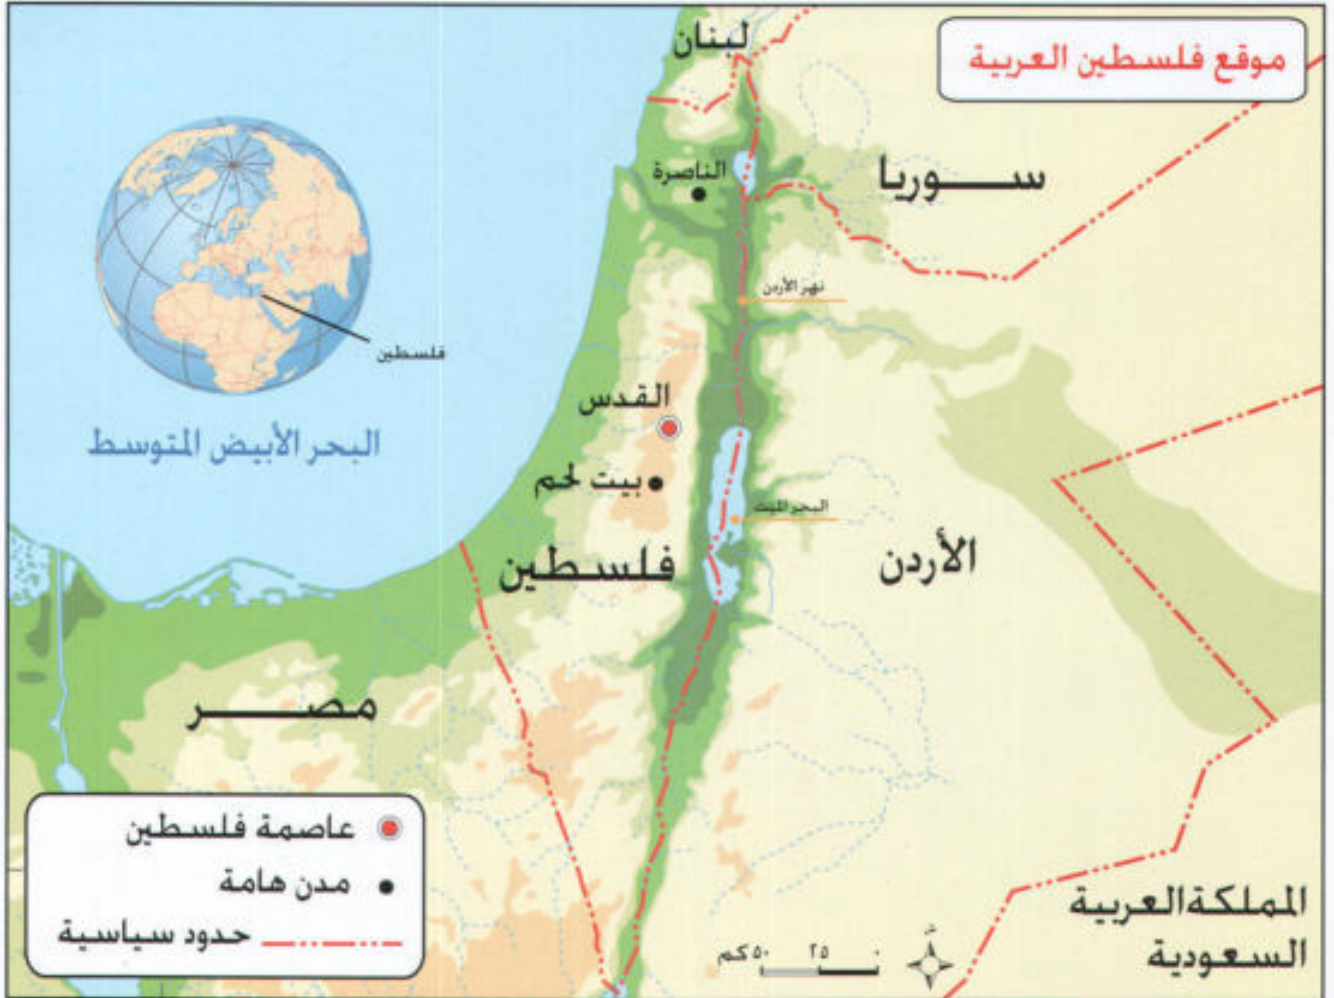 موقع فلسطين العربية
لبنان
سوريا
الناصرة
نهر الأردن
فلسطين
القدس
البحر الأبيض المتوسط
بيت لحم
البحر الميت
فلسطين
الأردن
مصر
عاصمة فلسطين
مدن هامة
حدود سياسية
المملكة العربية
السعودية
٠ ٢٥ ٥٠ كم